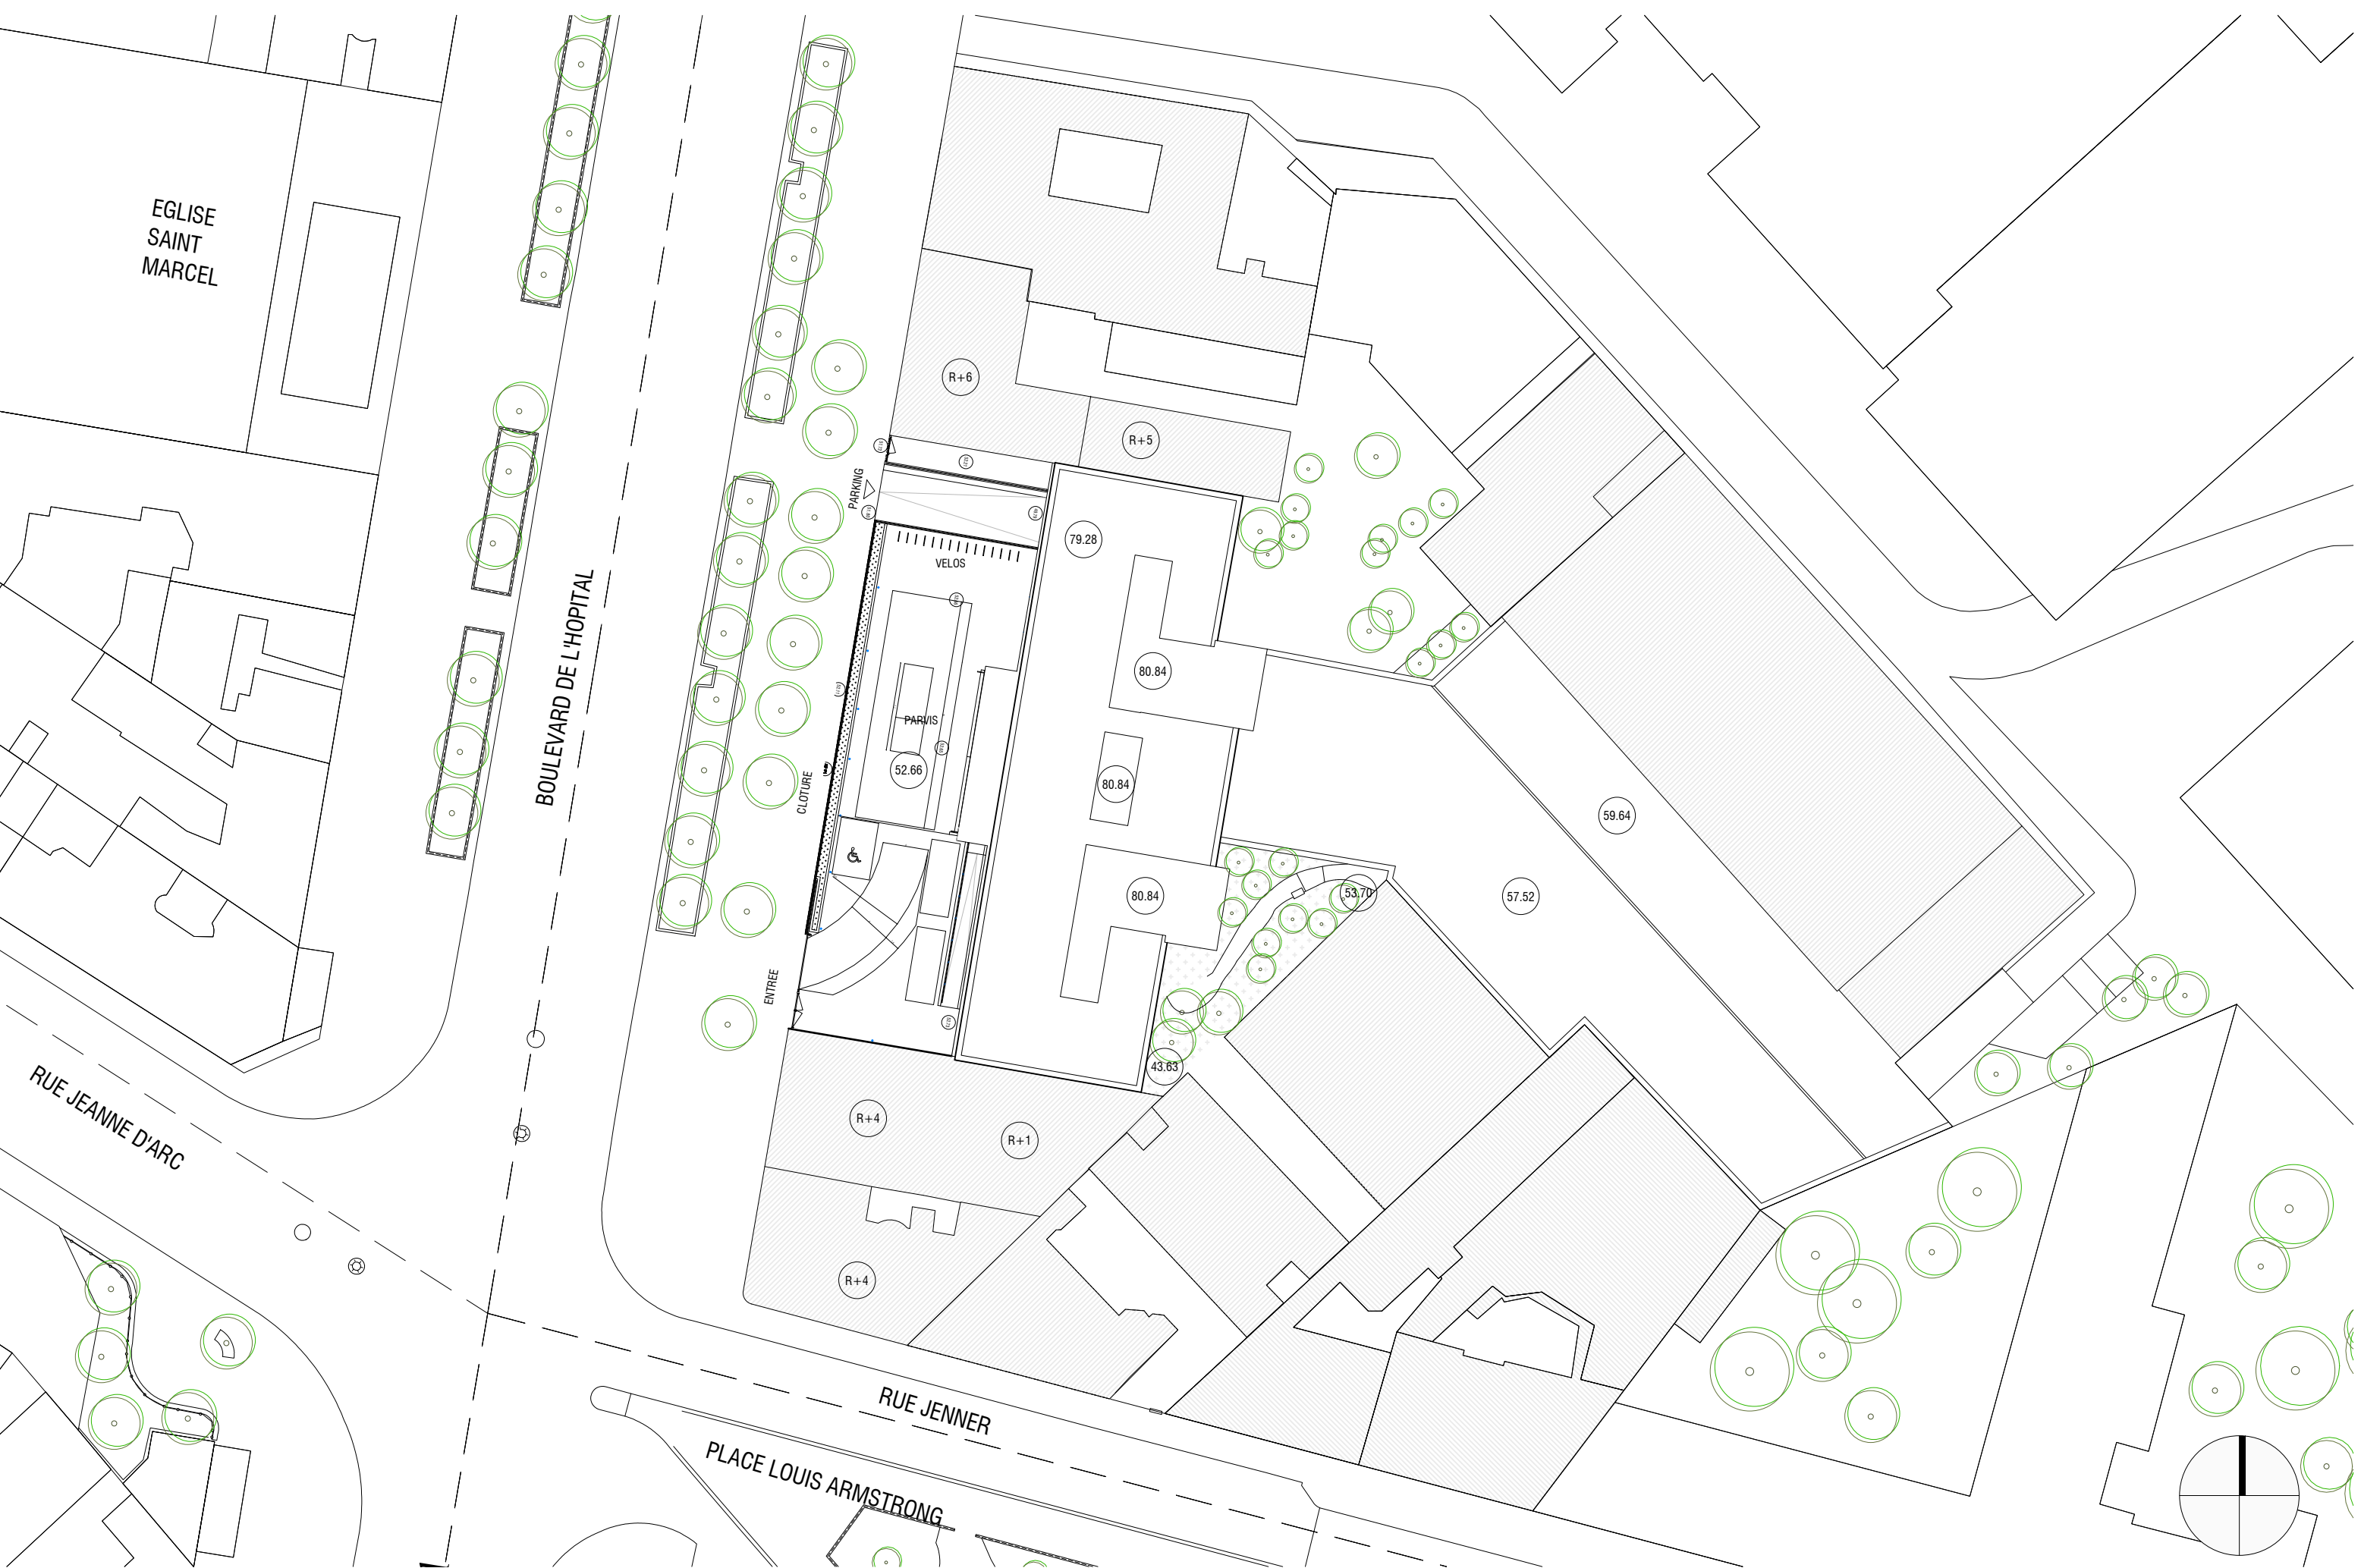 EGLISE
SAINT
MARCEL
R+6
R+5
BOULEVARD DE L'HOPITAL
PARKING
VELOS
79.28
80.84
PARVIS
52.66
CLOTURE
80.84
59.64
80.84
53.70
57.52
ENTREE
43.63
R+4
R+1
RUE JEANNE D'ARC
R+4
RUE JENNER
PLACE LOUIS ARMSTRONG